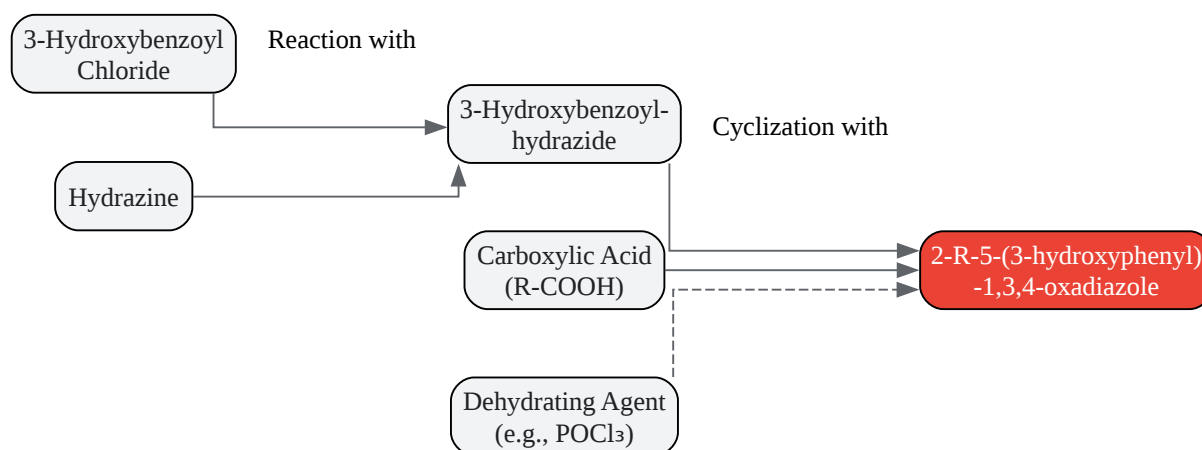 3-Hydroxybenzoyl
Chloride
Reaction with
3-Hydroxybenzoyl-
hydrazide
Cyclization with
Hydrazine
Carboxylic Acid
(R-COOH)
2-R-5-(3-hydroxyphenyl)
-1,3,4-oxadiazole
Dehydrating Agent
(e.g., POCl₃)